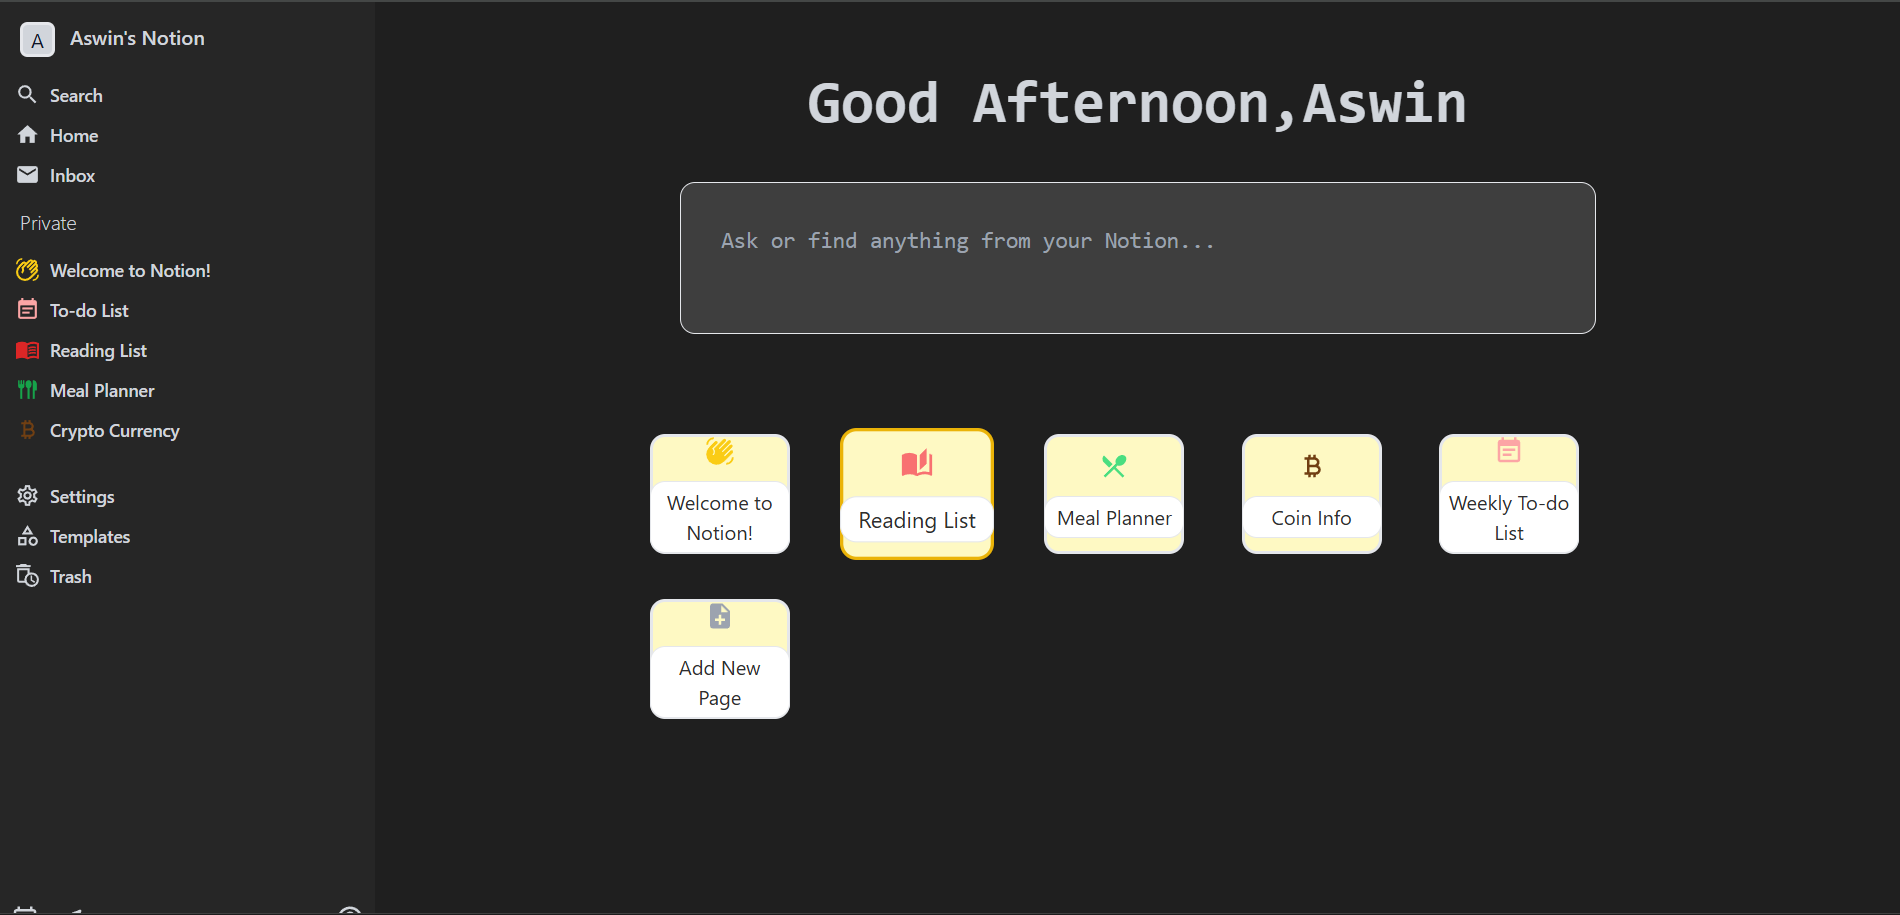 A
Aswin's Notion
Search
Home
Inbox
Private
Welcome to Notion!
To-do List
Reading List
Meal Planner
Crypto Currency
Settings
Templates
Trash
Good Afternoon,Aswin
Ask or find anything from your Notion...
Welcome to
Notion!
Reading List
Meal Planner
Coin Info
Weekly To-do
List
Add New
Page